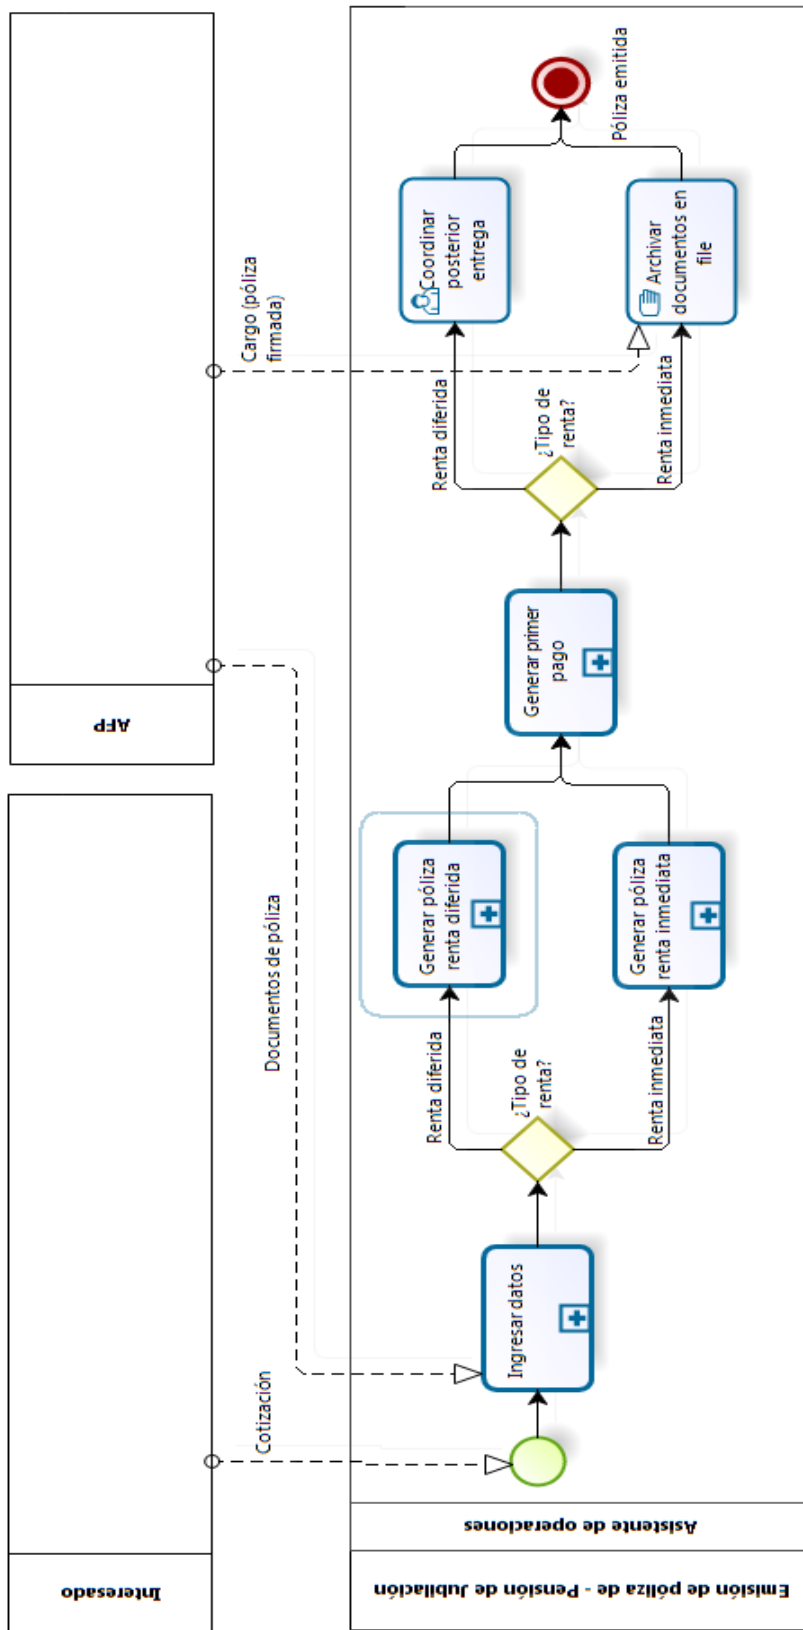 Interesado
AFP
Emisión de póliza de - Pensión de Jubilación
Asistente de operaciones
Cotización
Documentos de póliza
Cargo (póliza
firmada)
Ingresar datos
¿Tipo de
renta?
Renta diferida
Renta inmediata
Generar póliza
renta diferida
Generar póliza
renta inmediata
Generar primer
pago
¿Tipo de
renta?
Renta diferida
Renta inmediata
Coordinar
posterior
entrega
Archivar
documentos en
file
Póliza emitida